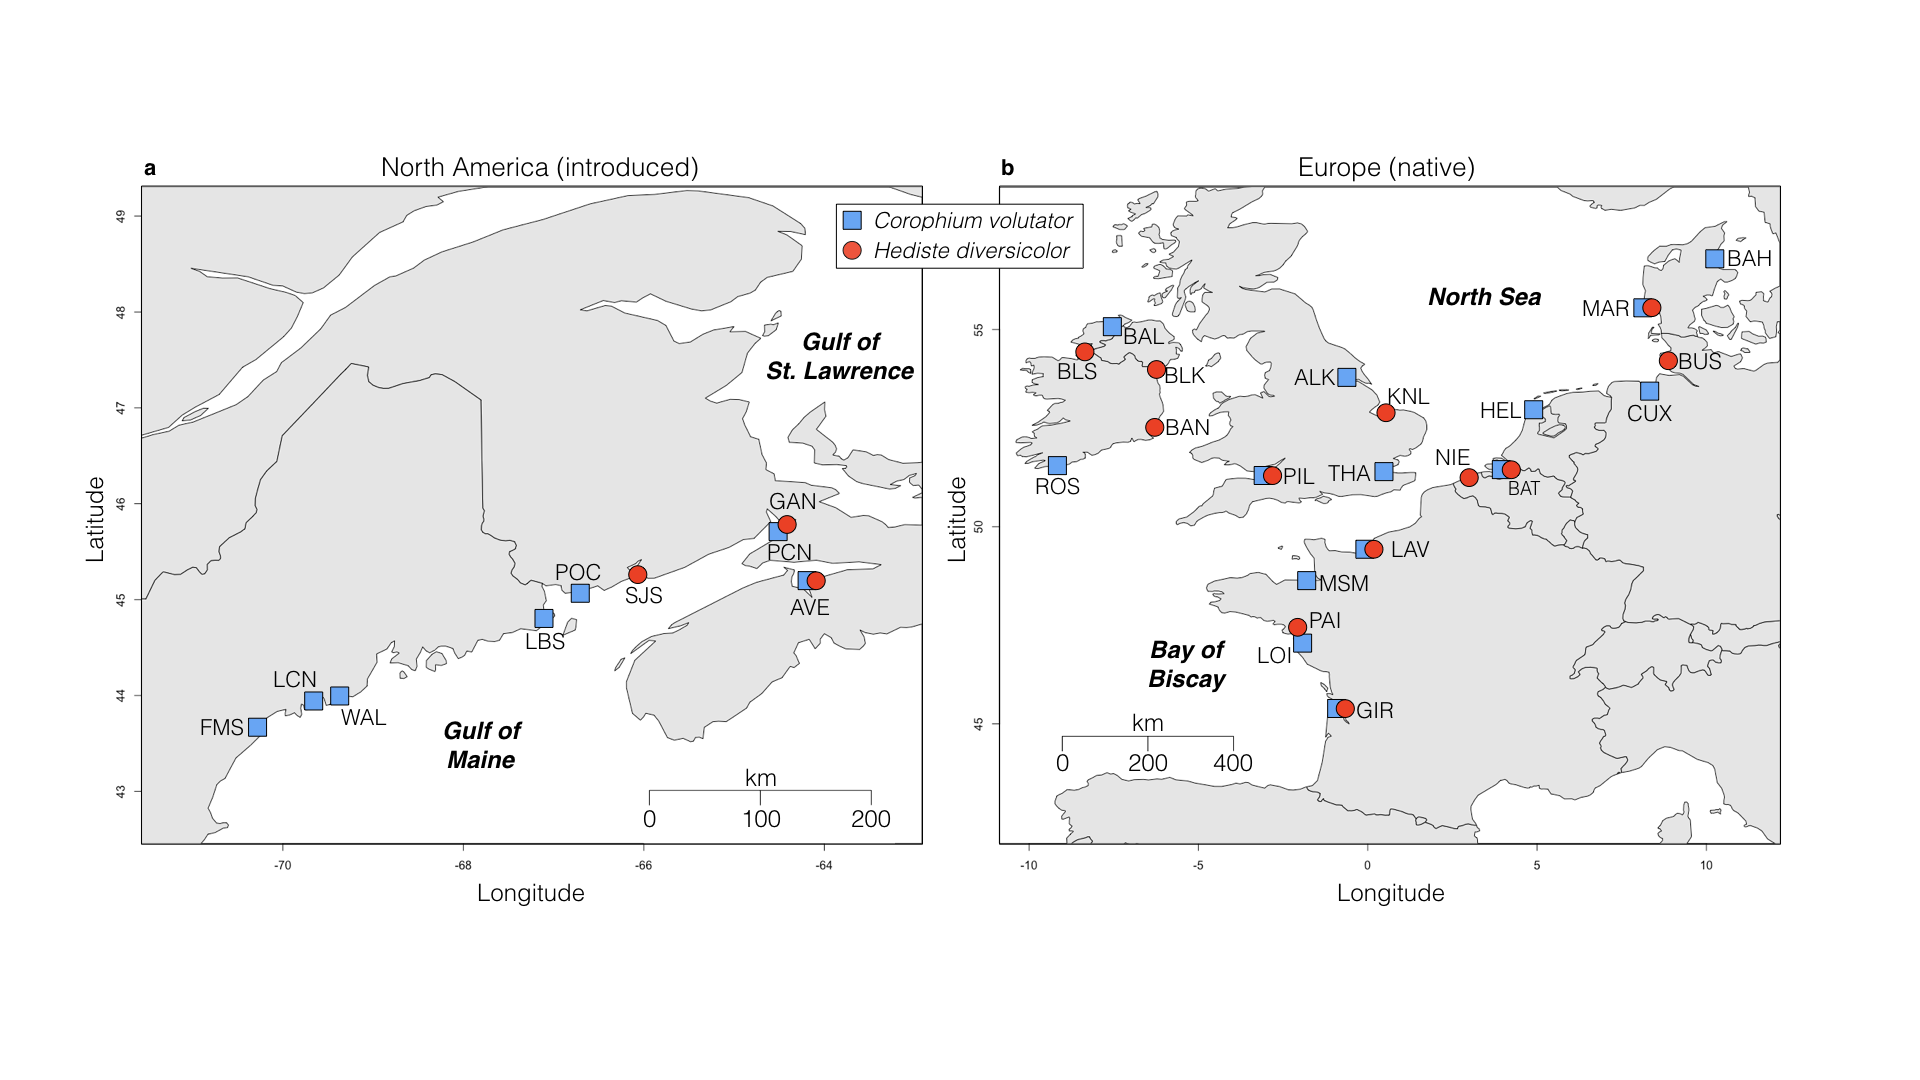 a
North America (introduced)
Latitude
49
48
47
46
45
44
43
Gulf of
St. Lawrence
GAN
PCN
POC
SJS
AVE
LBS
LCN
WAL
FMS
Gulf of
Maine
km
0 100 200
-70 -68 -66 -64
Longitude
Corophium volutator
Hediste diversicolor
b
Europe (native)
Latitude
55
50
45
BAH
North Sea
MAR
BAL
BLS
BLK
BUS
ALK
KNL
HEL
CUX
BAN
NIE
ROS
PIL
THA
BAT
LAV
MSM
PAI
LOI
Bay of
Biscay
GIR
km
0 200 400
-10 -5 0 5 10
Longitude